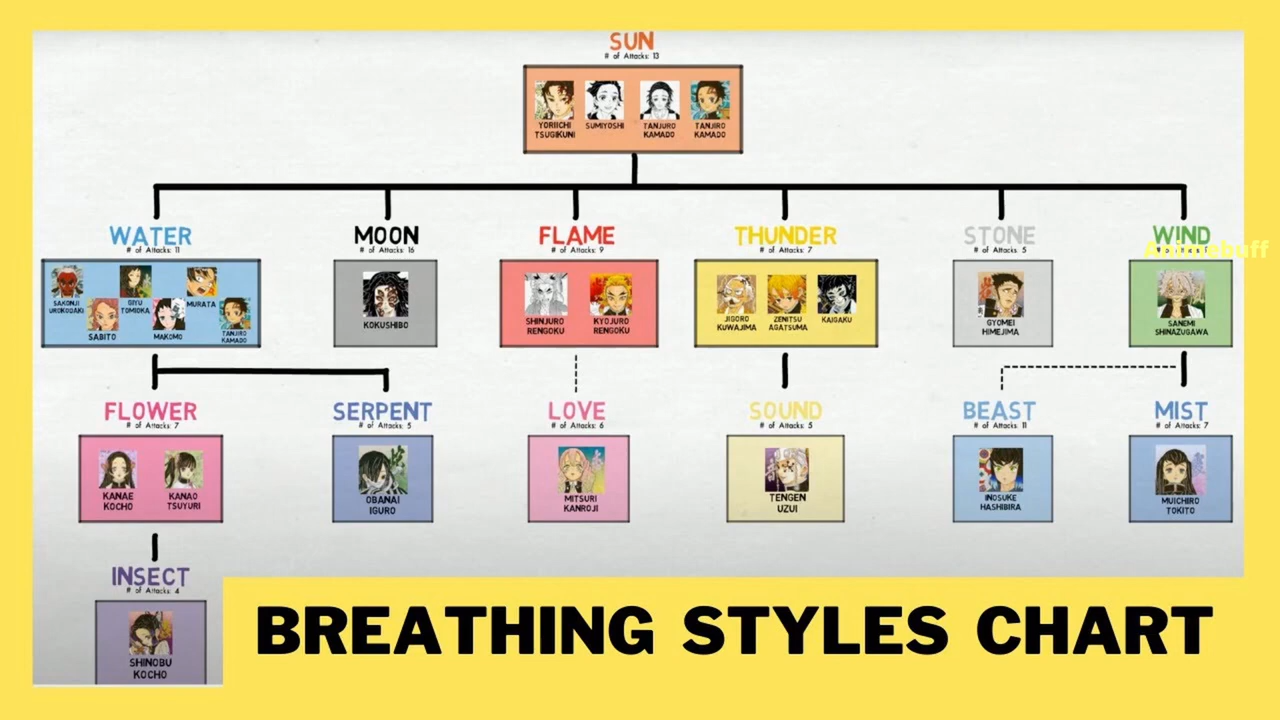 SUN
# of Attacks: 13
YORIICHI
TSUGIKUNI
SUMIYOSHI
TANJURO
KAMADO
TANJIRO
KAMADO
WATER
# of Attacks: 11
SAKONJI
UROKODAKI
SABITO
GIYU
TOMIOKA
MAKOMO
MURATA
TANJIRO
KAMADO
MOON
# of Attacks: 16
KOKUSHIBO
FLAME
# of Attacks: 9
SHINJURO
RENGOKU
KYOJURO
RENGOKU
THUNDER
# of Attacks: 7
JIGORO
KUWAJIMA
ZENITSU
AGATSUMA
KAIGAKU
STONE
# of Attacks: 5
GYOMEI
HIMEJIMA
WIND
# of Attacks: 9
Animebuff
SANEMI
SHINAZUGAWA
FLOWER
# of Attacks: 7
KANAE
KOCHO
KANAO
TSUYURI
SERPENT
# of Attacks: 5
OBANAI
IGURO
LOVE
# of Attacks: 6
MITSURI
KANROJI
SOUND
# of Attacks: 5
TENGEN
UZUI
BEAST
# of Attacks: 11
INOSUKE
HASHIBIRA
MIST
# of Attacks: 7
MUICHIRO
TOKITO
INSECT
# of Attacks: 4
SHINOBU
KOCHO
BREATHING STYLES CHART